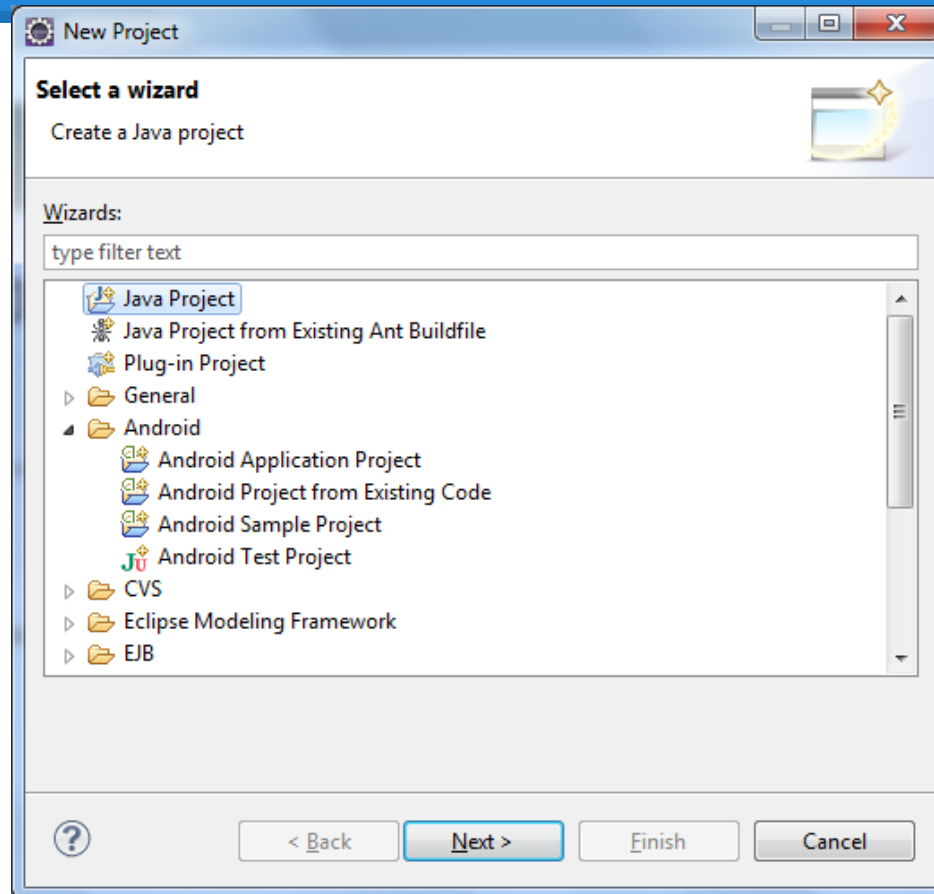 New Project
Select a wizard
Create a Java project
Wizards:
type filter text
Java Project
Java Project from Existing Ant Buildfile
Plug-in Project
General
Android
Android Application Project
Android Project from Existing Code
Android Sample Project
Android Test Project
CVS
Eclipse Modeling Framework
EJB
< Back Next > Finish Cancel